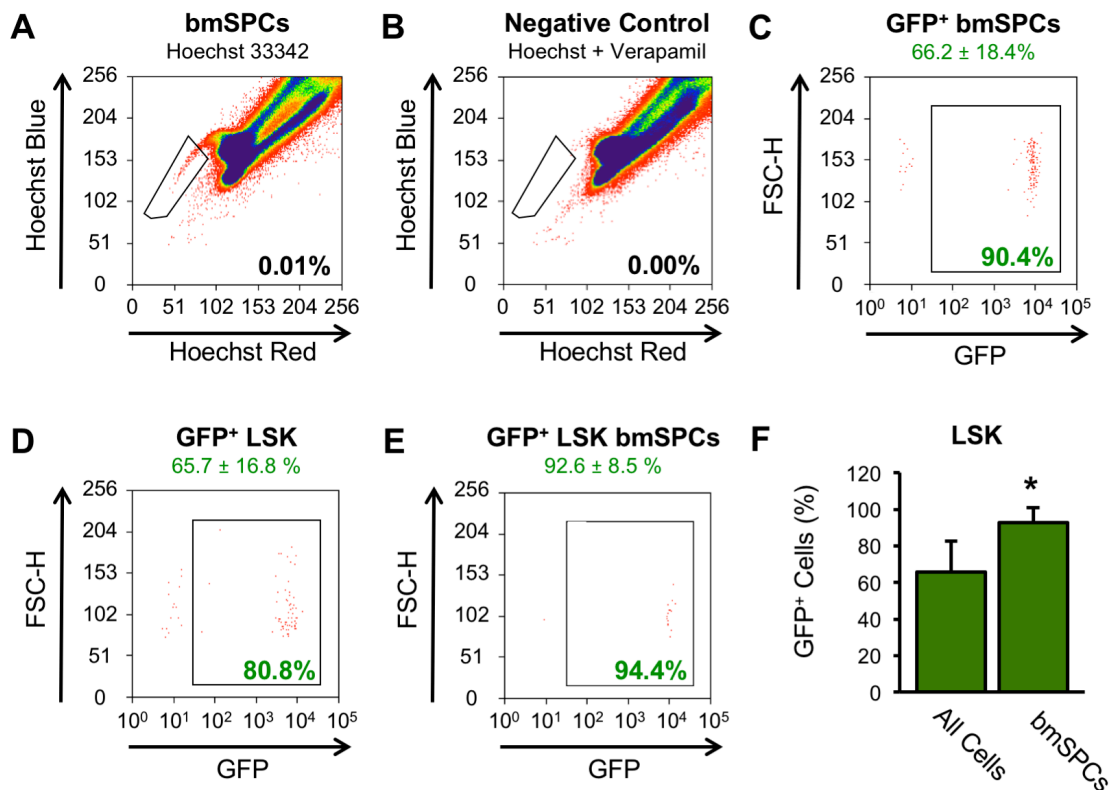 A
bmSPCs
Hoechst 33342
Hoechst Blue
256
204
153
102
51
0
0.01%
0 51 102 153 204 256
Hoechst Red
B
Negative Control
Hoechst + Verapamil
Hoechst Blue
256
204
153
102
51
0
0.00%
0 51 102 153 204 256
Hoechst Red
C
GFP⁺ bmSPCs
66.2 ± 18.4%
FSC-H
256
204
153
102
51
0
90.4%
10⁰ 10¹ 10² 10³ 10⁴ 10⁵
GFP
D
GFP⁺ LSK
65.7 ± 16.8 %
FSC-H
256
204
153
102
51
0
80.8%
10⁰ 10¹ 10² 10³ 10⁴ 10⁵
GFP
E
GFP⁺ LSK bmSPCs
92.6 ± 8.5 %
FSC-H
256
204
153
102
51
0
94.4%
10⁰ 10¹ 10² 10³ 10⁴ 10⁵
GFP
F
LSK
GFP⁺ Cells (%)
120
100
80
60
40
20
0
*
All Cells
bmSPCs